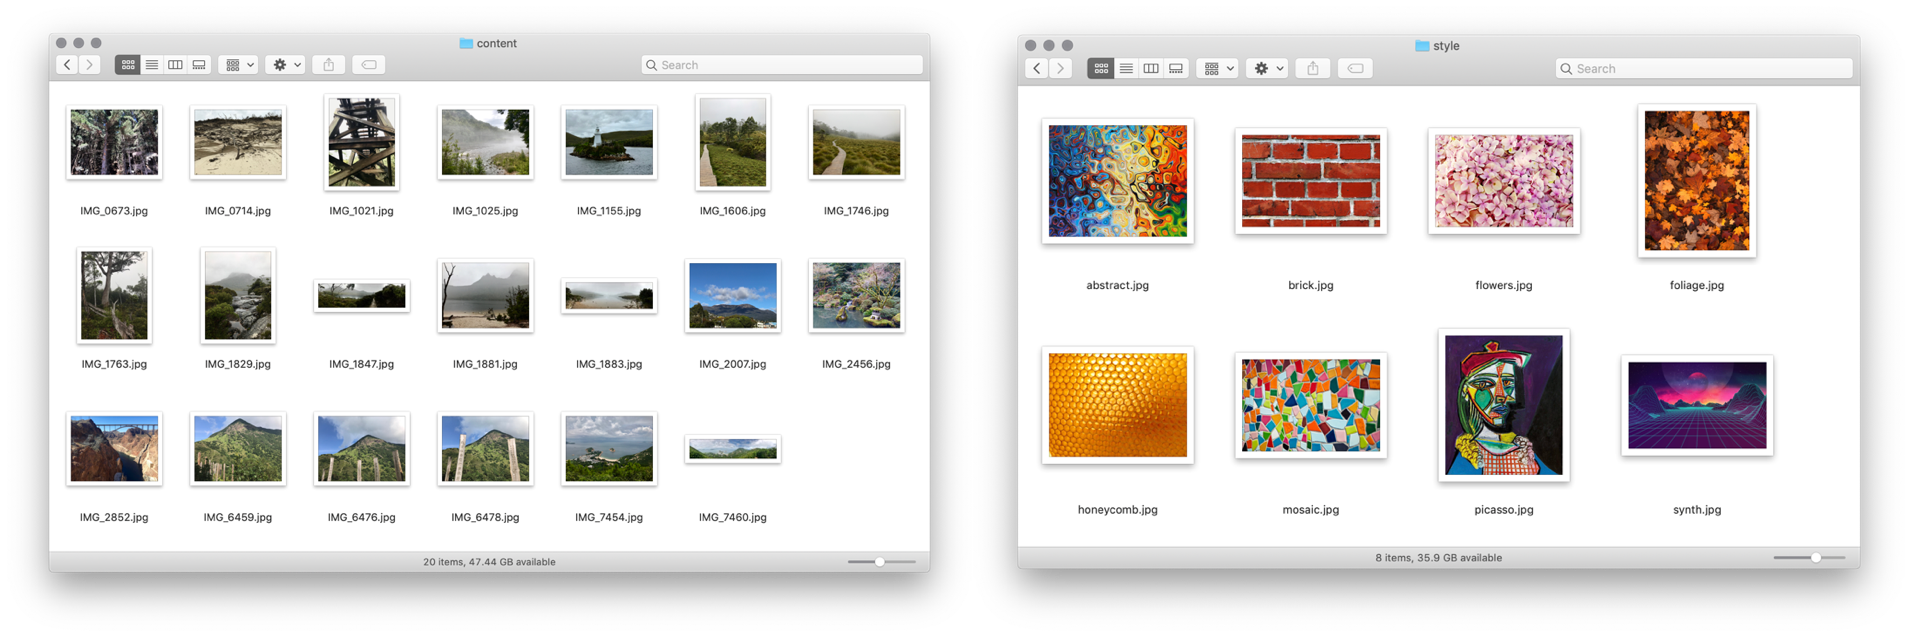 content
Search
IMG_0673.jpg IMG_0714.jpg IMG_1021.jpg IMG_1025.jpg IMG_1155.jpg IMG_1606.jpg IMG_1746.jpg
IMG_1763.jpg IMG_1829.jpg IMG_1847.jpg IMG_1881.jpg IMG_1883.jpg IMG_2007.jpg IMG_2456.jpg
IMG_2852.jpg IMG_6459.jpg IMG_6476.jpg IMG_6478.jpg IMG_7454.jpg IMG_7460.jpg
20 items, 47.44 GB available
style
Search
abstract.jpg brick.jpg flowers.jpg foliage.jpg
honeycomb.jpg mosaic.jpg picasso.jpg synth.jpg
8 items, 35.9 GB available